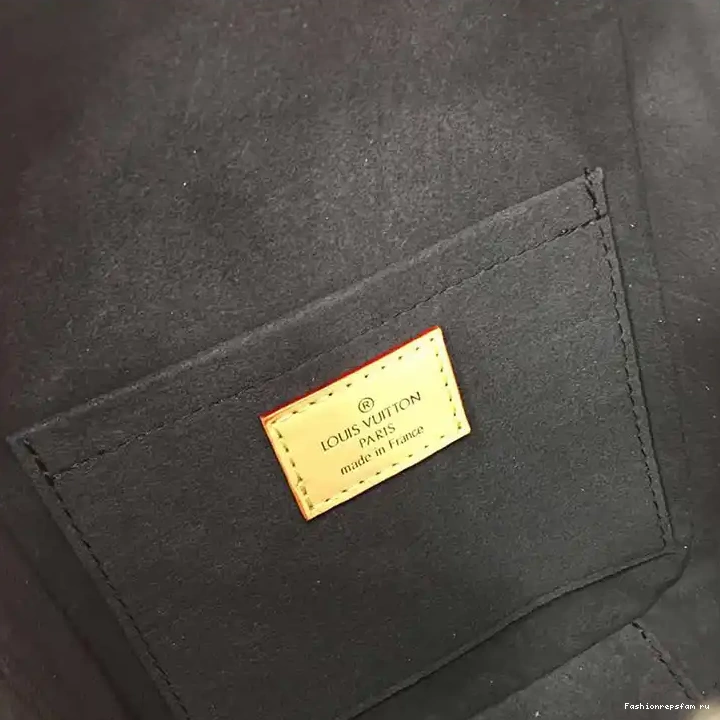 ®
LOUIS VUITTON
PARIS
made in France
Fashionrepsfam.ru